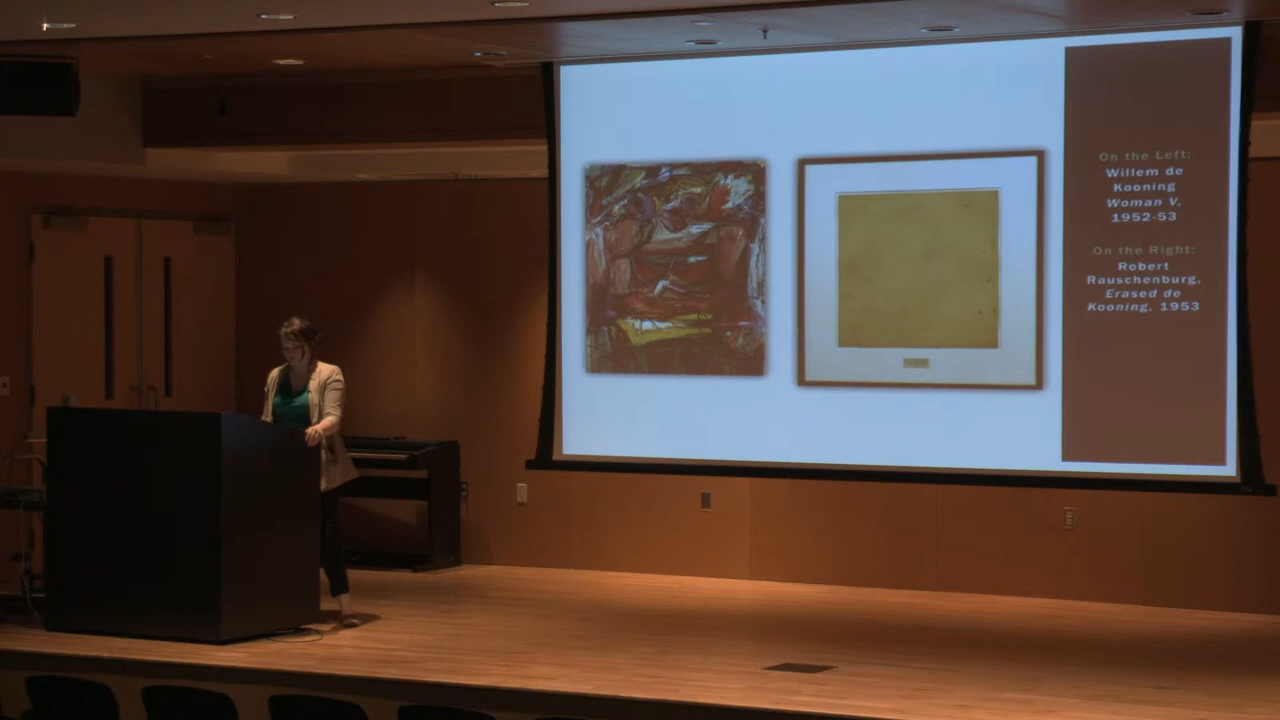 On the Left:
Willem de
Kooning
Woman V.
1952-53
On the Right:
Robert
Rauschenburg,
Erased de
Kooning, 1953